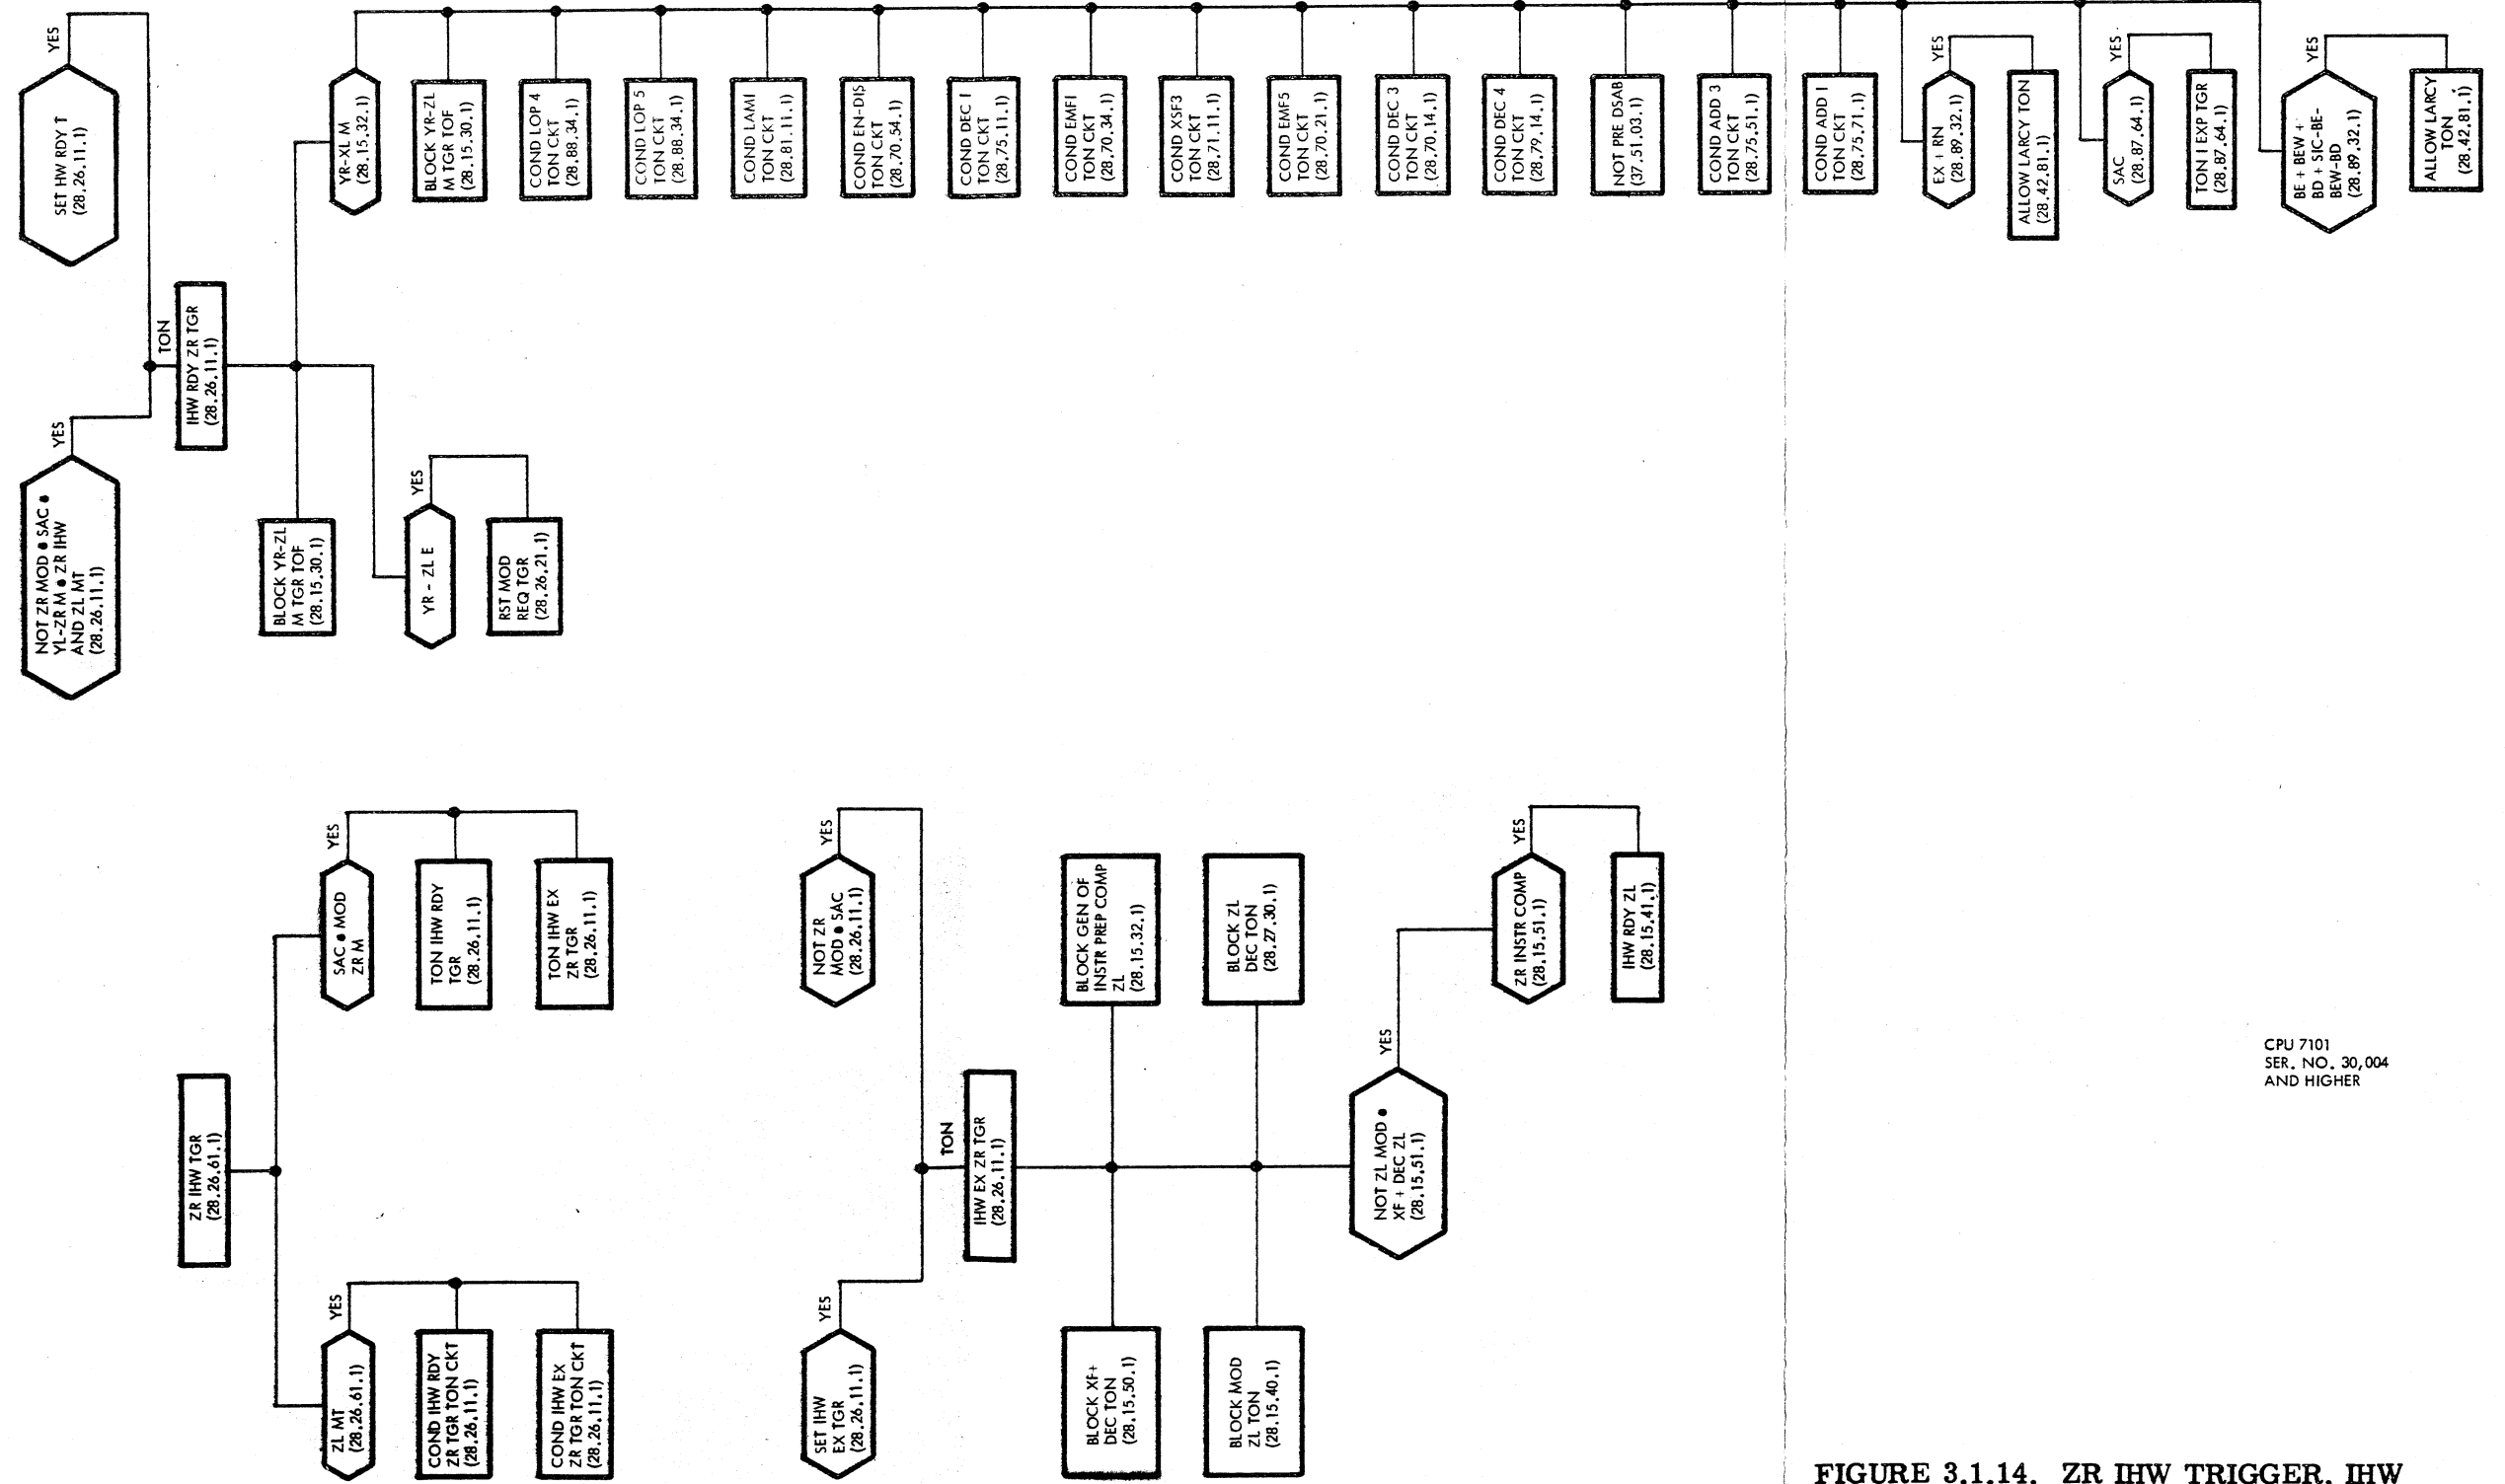 NOT ZR MOD ● SAC ●
YL-ZR M ● ZR IHW
AND ZL MT
(28.26.11.1)
YES
SET HW RDY T
(28.26.11.1)
YES
TON
IHW RDY ZR TGR
(28.26.11.1)
BLOCK YR-ZL
M TGR TOF
(28.15.30.1)
YR - ZL E
YES
RST MOD
REQ TGR
(28.26.21.1)
YR-XL M
(28.15.32.1)
BLOCK YR-ZL
M TGR TOF
(28.15.30.1)
COND LOP 4
TON CKT
(28.88.34.1)
COND LOP 5
TON CKT
(28.88.34.1)
COND LAM1
TON CKT
(28.81.11.1)
COND EN-DIS
TON CKT
(28.70.54.1)
COND DEC 1
TON CKT
(28.75.11.1)
COND EMF1
TON CKT
(28.70.34.1)
COND XSF3
TON CKT
(28.71.11.1)
COND EMF5
TON CKT
(28.70.21.1)
COND DEC 3
TON CKT
(28.70.14.1)
COND DEC 4
TON CKT
(28.79.14.1)
NOT PRE DSAB
(37.51.03.1)
COND ADD 3
TON CKT
(28.75.51.1)
COND ADD 1
TON CKT
(28.75.71.1)
EX + RN
(28.89.32.1)
YES
ALLOW LARCY TON
(28.42.81.1)
SAC
(28.87.64.1)
YES
TON I EXP TGR
(28.87.64.1)
BE + BEW +
BD + SIC-BE-
BEW-BD
(28.89.32.1)
YES
ALLOW LARCY
TON
(28.42.81.1)
ZR IHW TGR
(28.26.61.1)
ZL MT
(28.26.61.1)
YES
COND IHW RDY
ZR TGR TON CKT
(28.26.11.1)
COND IHW EX
ZR TGR TON CKT
(28.26.11.1)
SAC ● MOD
ZR M
YES
TON IHW RDY
TGR
(28.26.11.1)
TON IHW EX
ZR TGR
(28.26.11.1)
SET IHW
EX TGR
(28.26.11.1)
YES
NOT ZR
MOD ● SAC
(28.26.11.1)
YES
TON
IHW EX ZR TGR
(28.26.11.1)
BLOCK XF+
DEC TON
(28.15.50.1)
BLOCK GEN OF
INSTR PREP COMP
ZL
(28.15.32.1)
BLOCK MOD
ZL TON
(28.15.40.1)
BLOCK ZL
DEC TON
(28.27.30.1)
NOT ZL MOD ●
XF + DEC ZL
(28.15.51.1)
YES
ZR INSTR COMP
(28.15.51.1)
YES
IHW RDY ZL
(28.15.41.1)
CPU 7101
SER. NO. 30,004
AND HIGHER
FIGURE 3.1.14. ZR IHW TRIGGER, IHW